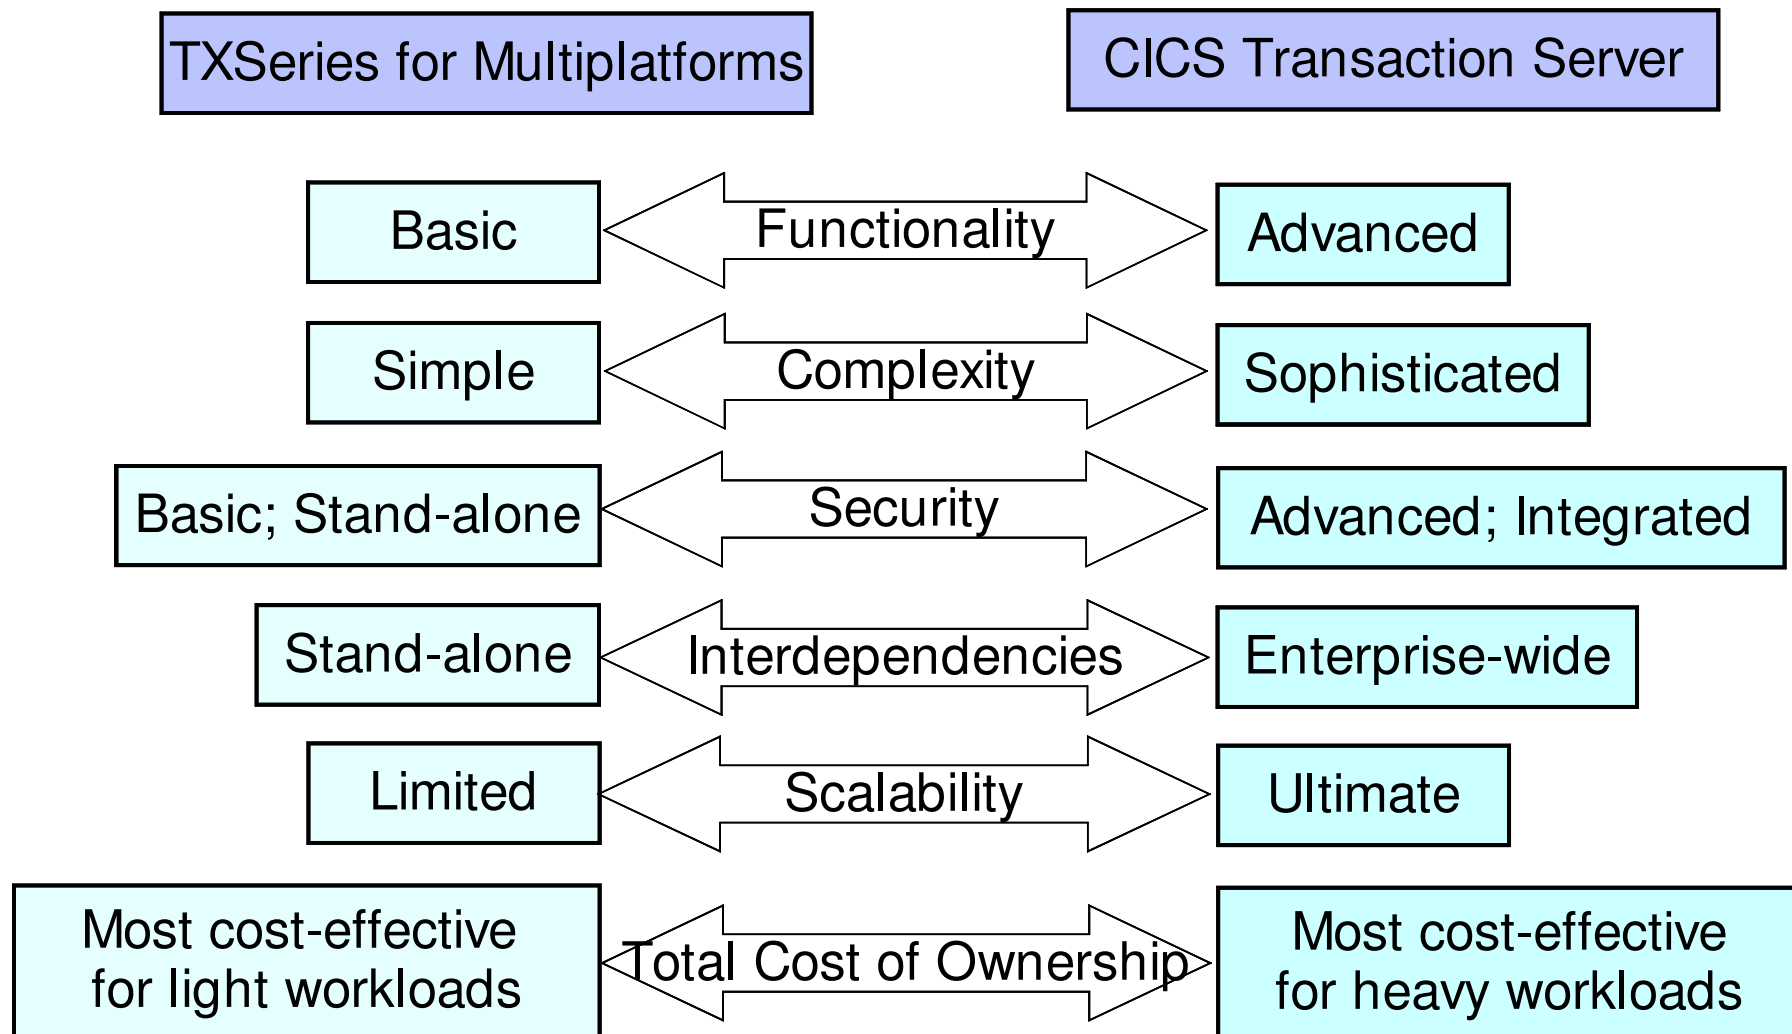 TXSeries for Multiplatforms
CICS Transaction Server
Basic
Functionality
Advanced
Simple
Complexity
Sophisticated
Basic; Stand-alone
Security
Advanced; Integrated
Stand-alone
Interdependencies
Enterprise-wide
Limited
Scalability
Ultimate
Most cost-effective
for light workloads
Total Cost of Ownership
Most cost-effective
for heavy workloads